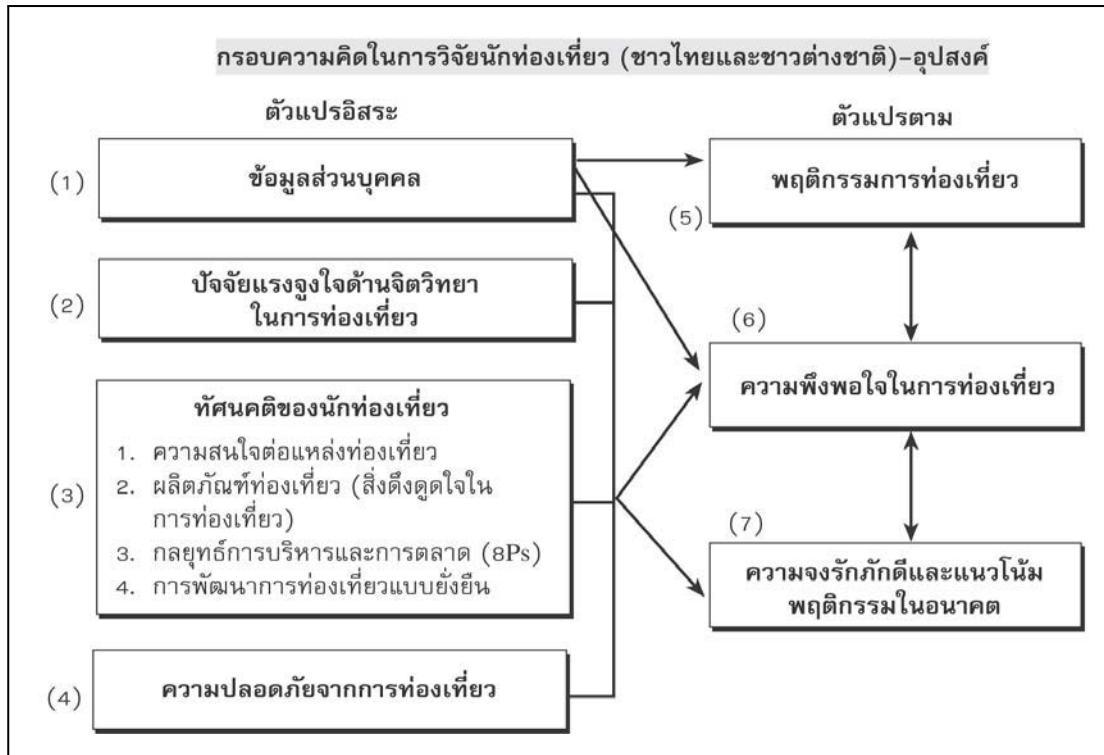 กรอบความคิดในการวิจัยนักท่องเที่ยว (ชาวไทยและชาวต่างชาติ)-อุปสงค์
ตัวแปรอิสระ
ตัวแปรตาม
(1)
ข้อมูลส่วนบุคคล
พฤติกรรมการท่องเที่ยว
(5)
(2)
ปัจจัยแรงจูงใจด้านจิตวิทยา
ในการท่องเที่ยว
(6)
ความพึงพอใจในการท่องเที่ยว
(3)
ทัศนคติของนักท่องเที่ยว
1. ความสนใจต่อแหล่งท่องเที่ยว
2. ผลิตภัณฑ์ท่องเที่ยว (สิ่งดึงดูดใจใน
การท่องเที่ยว)
3. กลยุทธ์การบริหารและการตลาด (8Ps)
4. การพัฒนาการท่องเที่ยวแบบยั่งยืน
(7)
ความจงรักภักดีและแนวโน้ม
พฤติกรรมในอนาคต
(4)
ความปลอดภัยจากการท่องเที่ยว